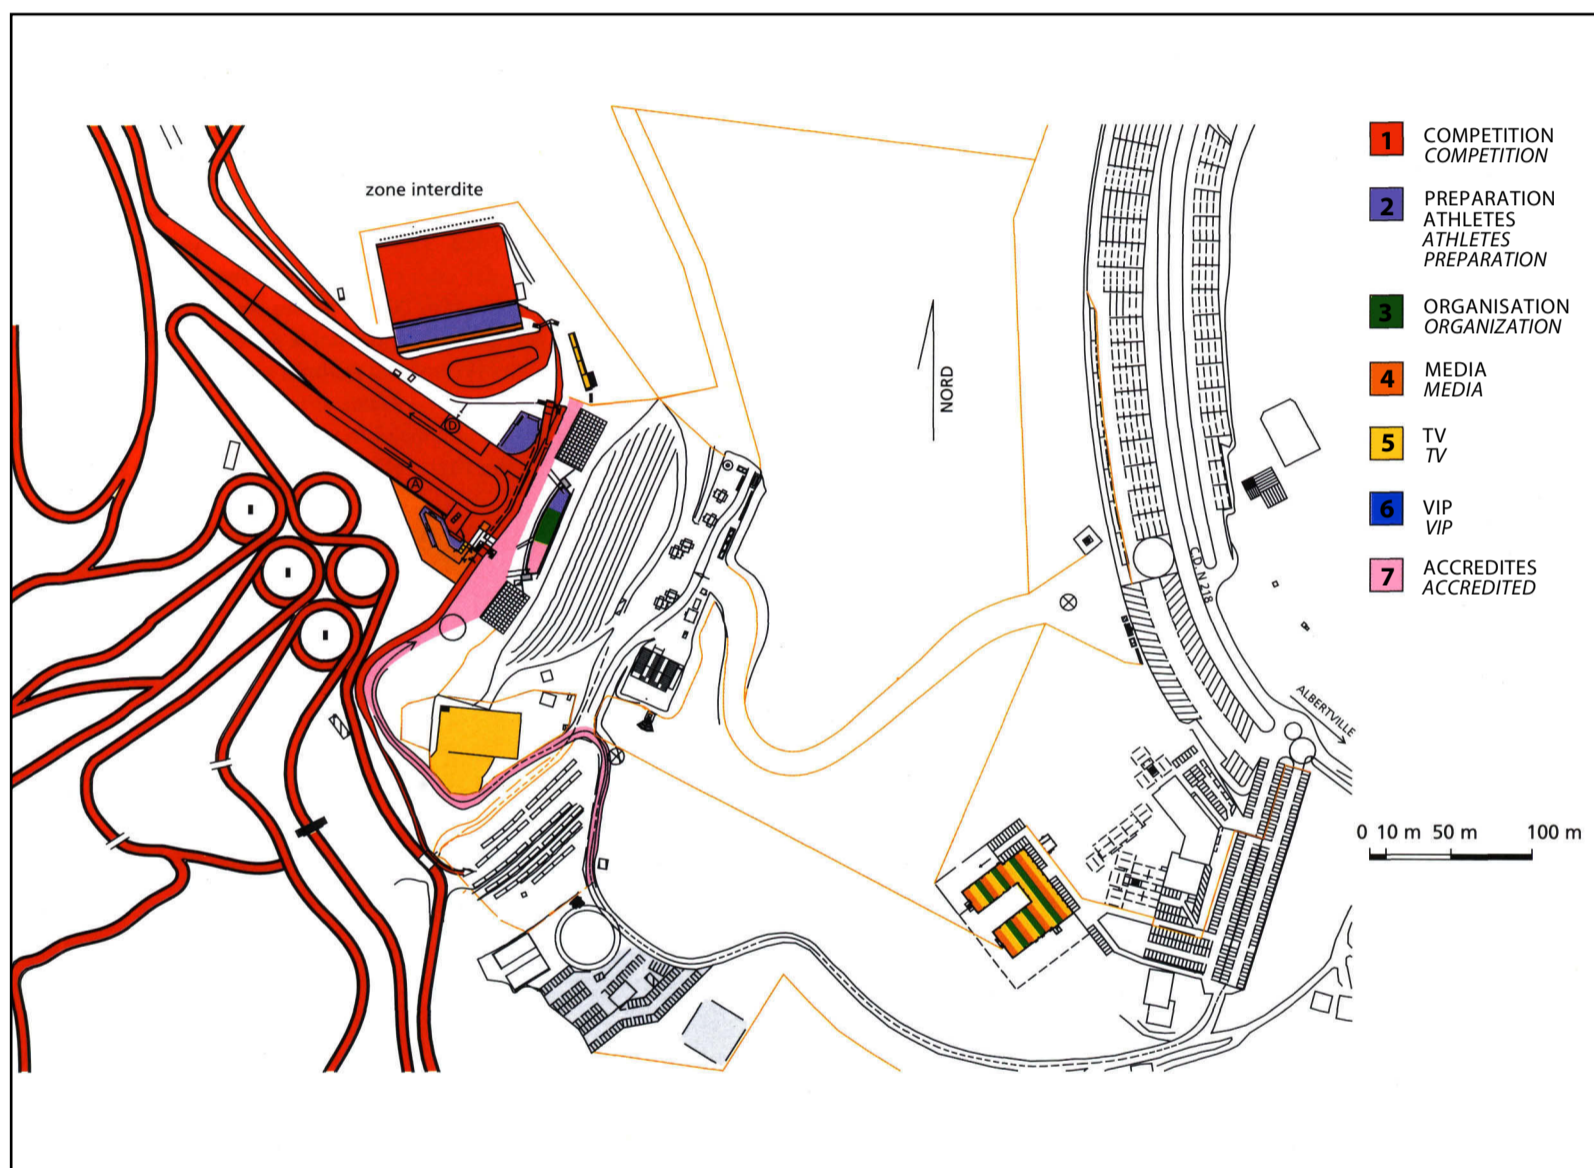 zone interdite
D
A
NORD
C.D. N 218
ALBERTVILLE
1 COMPETITION
COMPETITION
2 PREPARATION
ATHLETES
ATHLETES
PREPARATION
3 ORGANISATION
ORGANIZATION
4 MEDIA
MEDIA
5 TV
TV
6 VIP
VIP
7 ACCREDITES
ACCREDITED
0 10 m 50 m 100 m